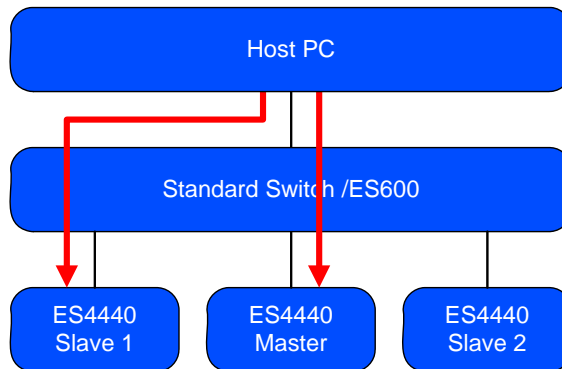 Host PC
Standard Switch /ES600
ES4440
Slave 1
ES4440
Master
ES4440
Slave 2